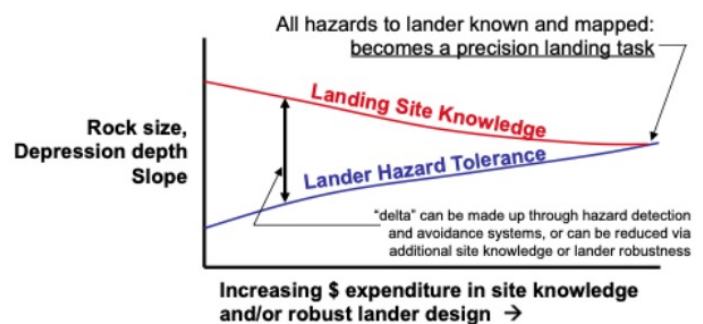 All hazards to lander known and mapped:
becomes a precision landing task
Landing Site Knowledge
Rock size,
Depression depth
Slope
Lander Hazard Tolerance
“delta” can be made up through hazard detection
and avoidance systems, or can be reduced via
additional site knowledge or lander robustness
Increasing $ expenditure in site knowledge
and/or robust lander design →